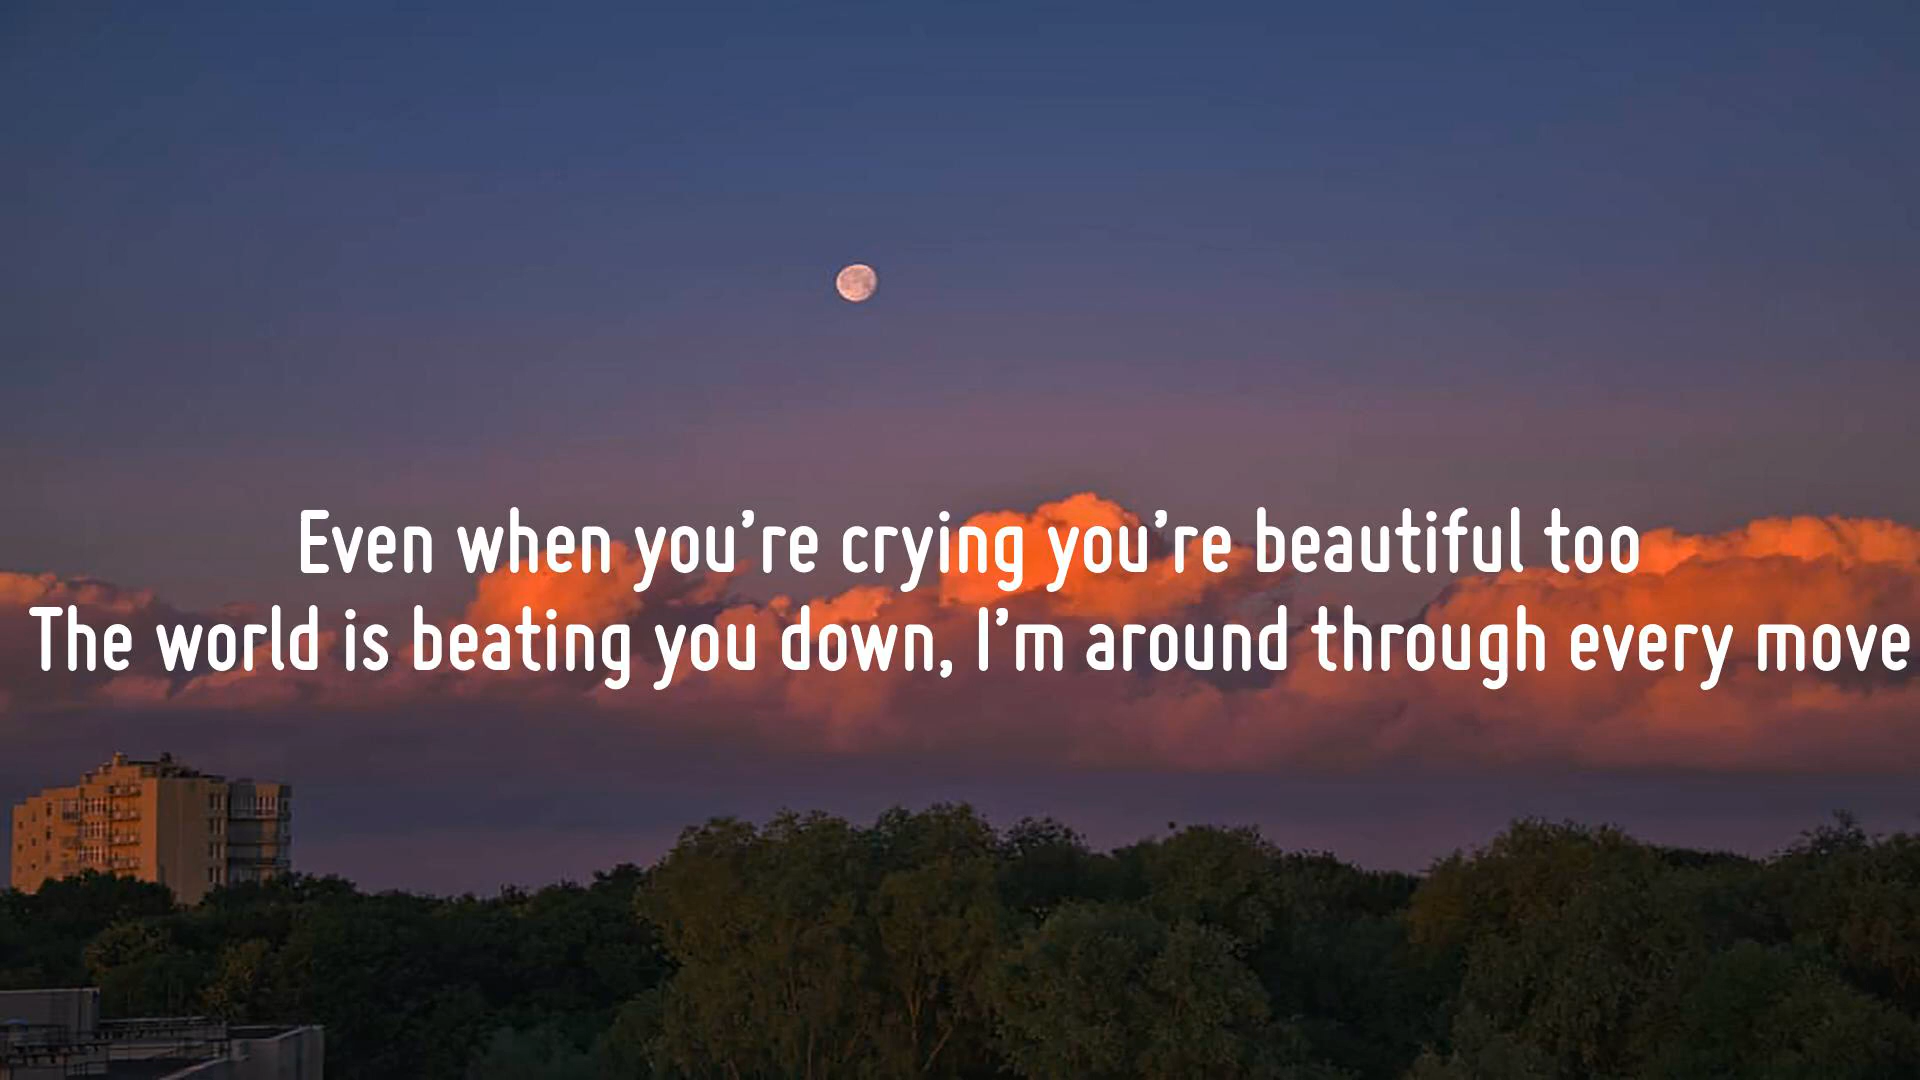 Even when you’re crying you’re beautiful too
The world is beating you down, I’m around through every move